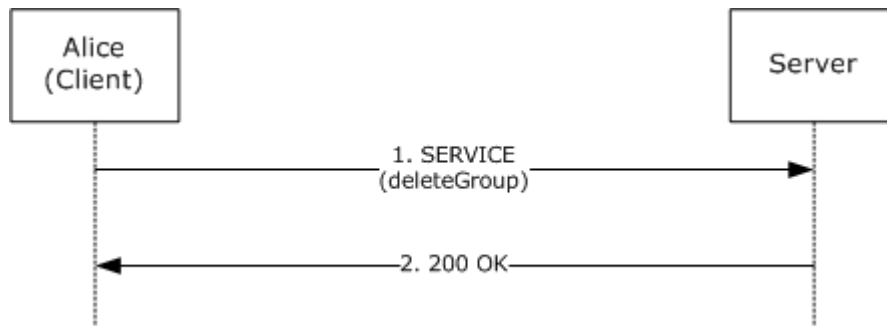 Alice
(Client)
Server
1. SERVICE
(deleteGroup)
2. 200 OK